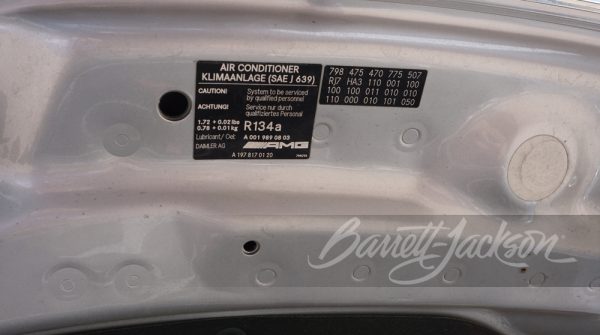 AIR CONDITIONER
KLIMAANLAGE (SAE J 639)
CAUTION: System to be serviced
by qualified personnel
ACHTUNG! Service nur durch
qualifiziertes Personal
1.72 + 0.02 lbs
0.78 + 0.01 kg R134a
Lubricant / Oel: A 001 989 08 03
DAIMLER AG AMG
A 197 817 01 20
798 475 470 775 507
RJ7 HA3 110 001 100
100 100 011 010 010
110 000 010 101 050
Barrett-Jackson